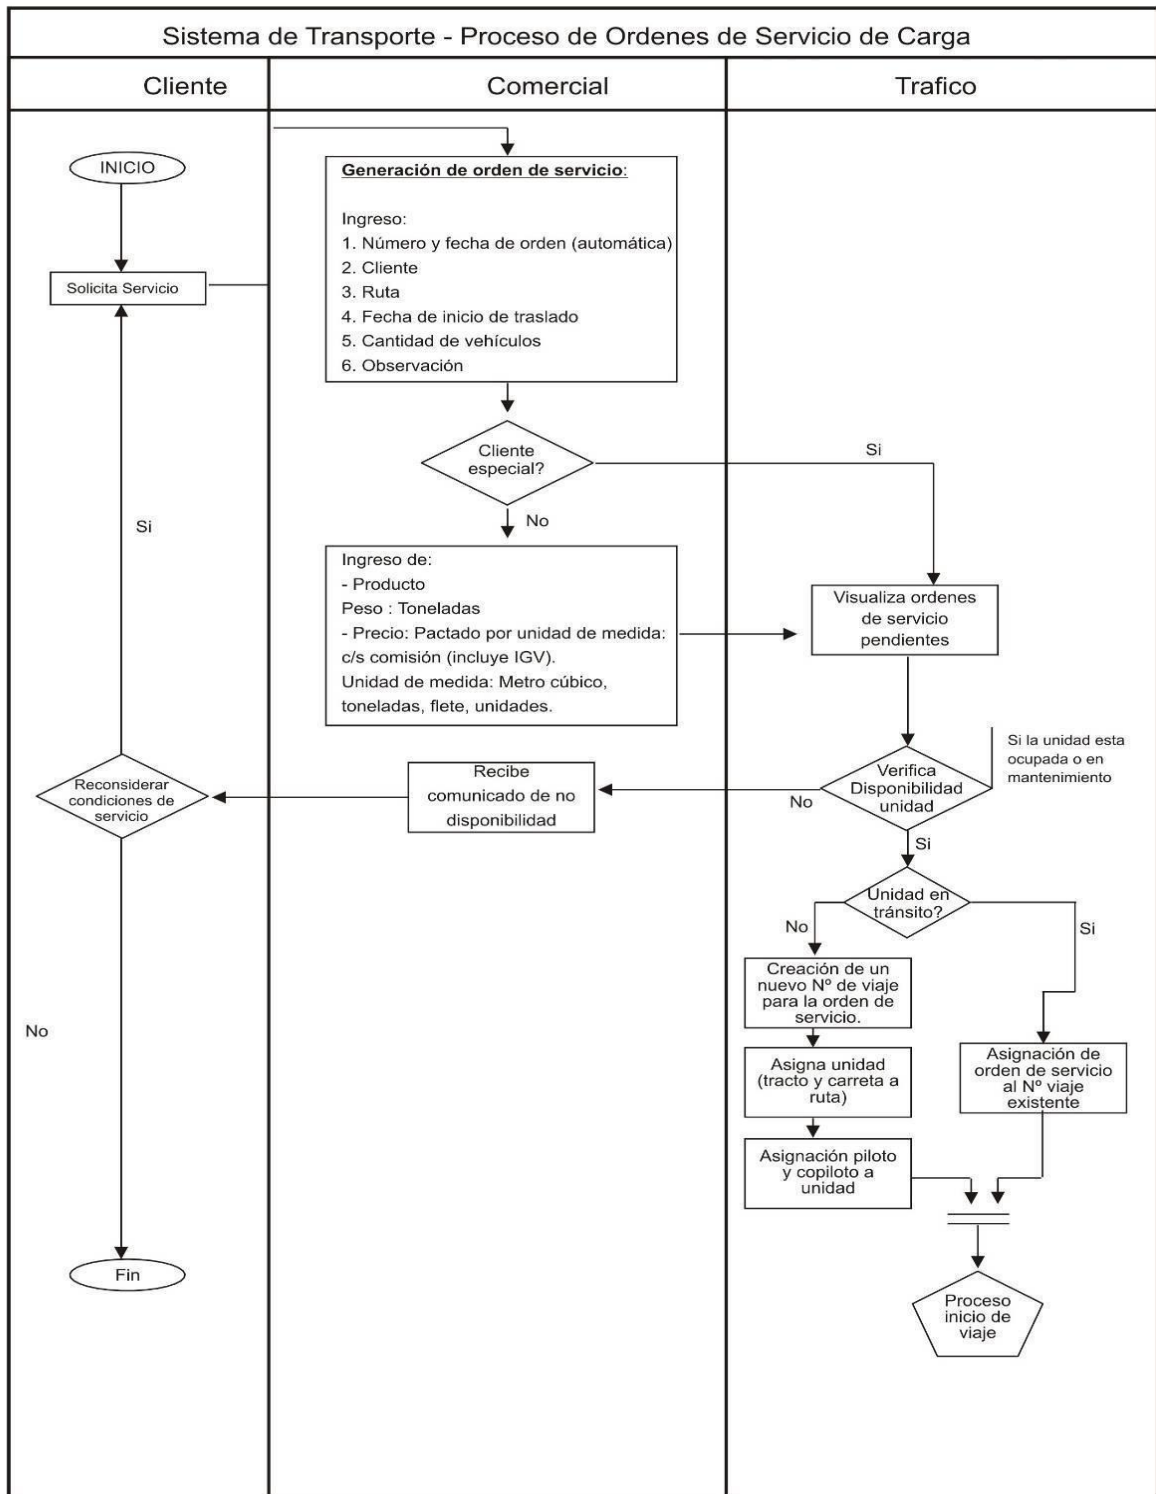 Sistema de Transporte - Proceso de Ordenes de Servicio de Carga
Cliente
Comercial
Trafico
INICIO
Solicita Servicio
Generación de orden de servicio:
Ingreso:
1. Número y fecha de orden (automática)
2. Cliente
3. Ruta
4. Fecha de inicio de traslado
5. Cantidad de vehículos
6. Observación
Cliente
especial?
Si
No
Ingreso de:
- Producto
Peso : Toneladas
- Precio: Pactado por unidad de medida:
c/s comisión (incluye IGV).
Unidad de medida: Metro cúbico,
toneladas, flete, unidades.
Visualiza ordenes
de servicio
pendientes
Verifica
Disponibilidad
unidad
Si la unidad esta
ocupada o en
mantenimiento
No
Recibe
comunicado de no
disponibilidad
Reconsiderar
condiciones de
servicio
Si
No
Fin
Si
Unidad en
tránsito?
No
Si
Creación de un
nuevo Nº de viaje
para la orden de
servicio.
Asigna unidad
(tracto y carreta a
ruta)
Asignación piloto
y copiloto a
unidad
Asignación de
orden de servicio
al Nº viaje
existente
Proceso
inicio de
viaje